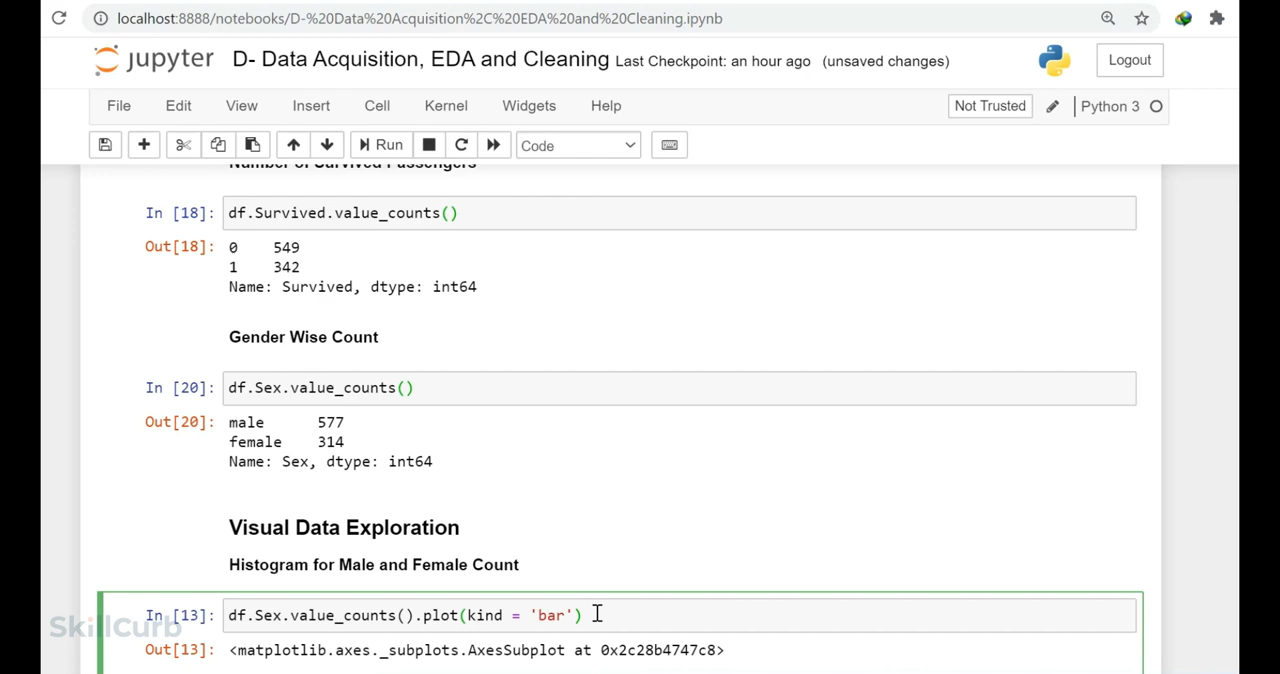 localhost:8888/notebooks/D-%20Data%20Acquisition%2C%20EDA%20and%20Cleaning.ipynb
jupyter D- Data Acquisition, EDA and Cleaning Last Checkpoint: an hour ago (unsaved changes) Logout
File Edit View Insert Cell Kernel Widgets Help Not Trusted Python 3
Run Code
Number of Survived Passengers
In [18]: df.Survived.value_counts()
Out[18]: 0 549
1 342
Name: Survived, dtype: int64
Gender Wise Count
In [20]: df.Sex.value_counts()
Out[20]: male 577
female 314
Name: Sex, dtype: int64
Visual Data Exploration
Histogram for Male and Female Count
In [13]: df.Sex.value_counts().plot(kind = 'bar')
SkillCurb
Out[13]: <matplotlib.axes._subplots.AxesSubplot at 0x2c28b4747c8>